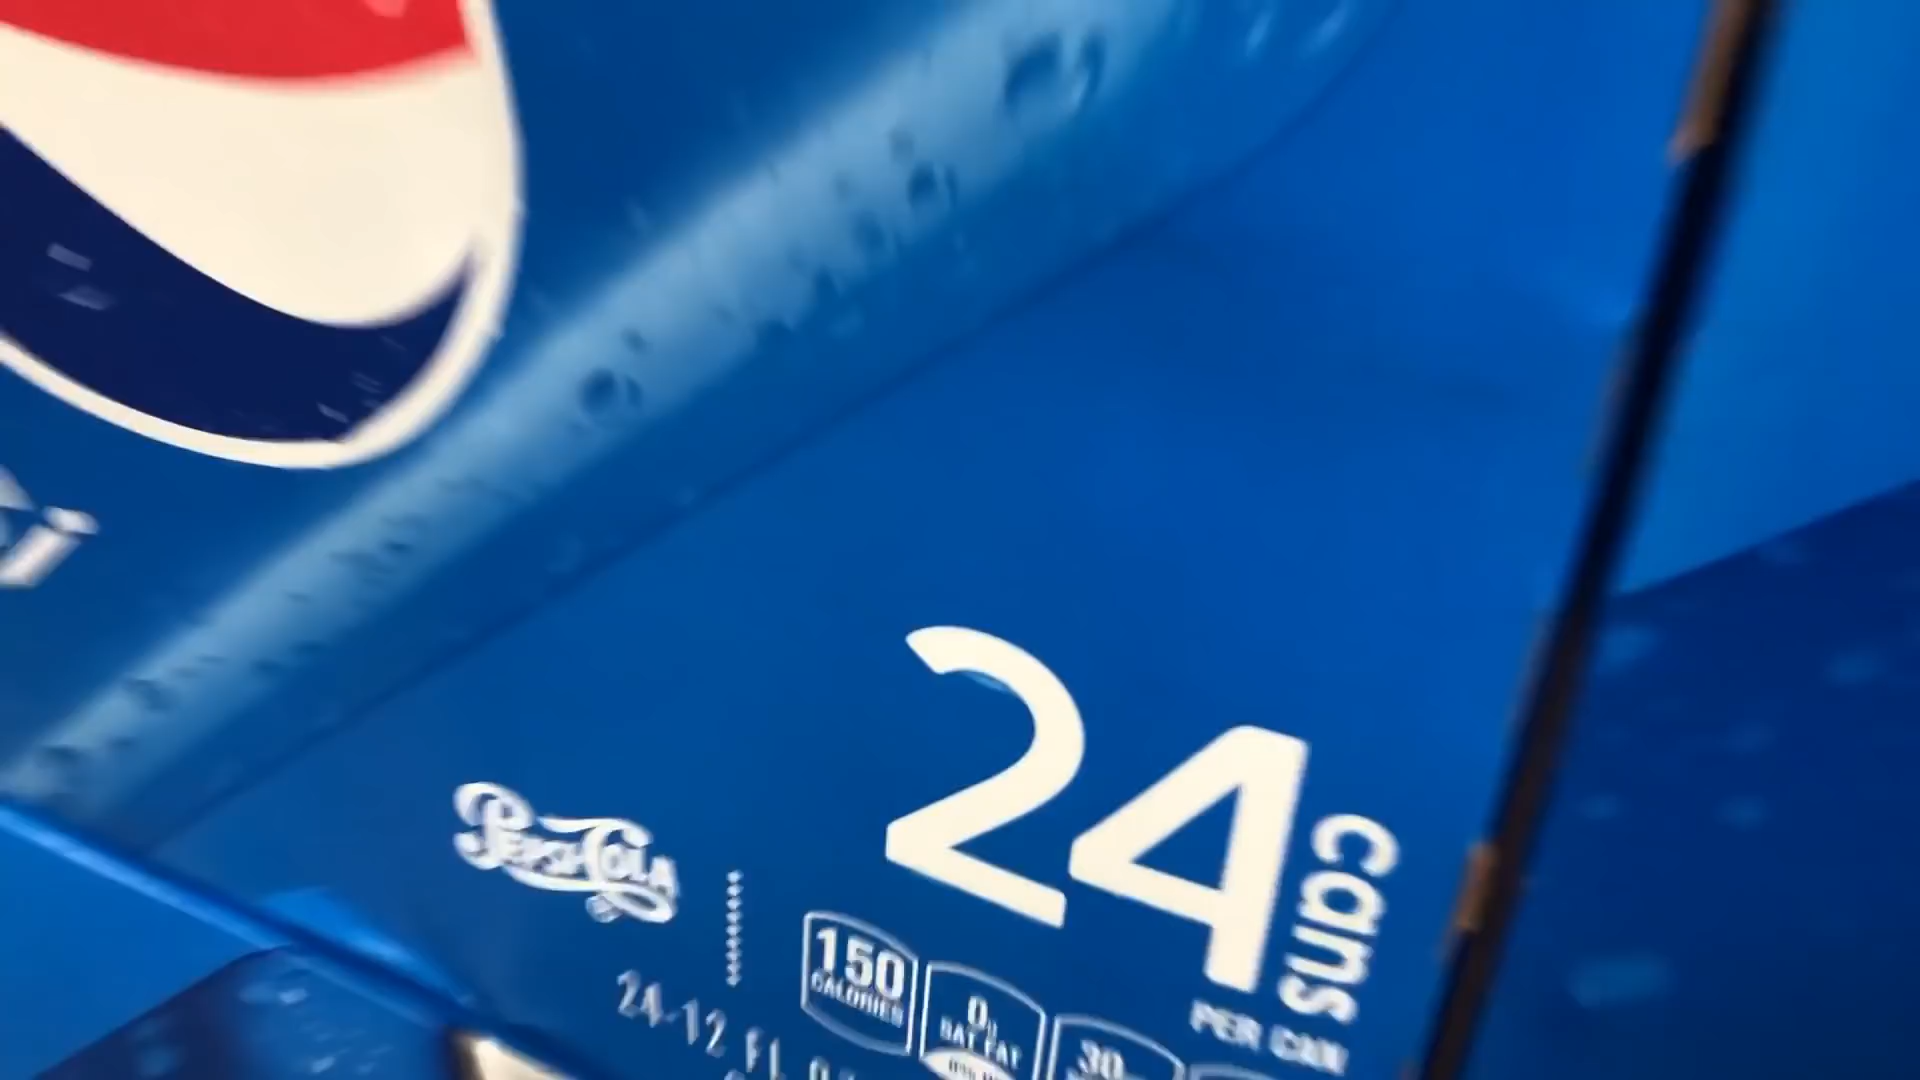 24
cans
Pepsi-Cola
150
CALORIES
0g
SAT FAT
30
PER CAN
24-12 FL